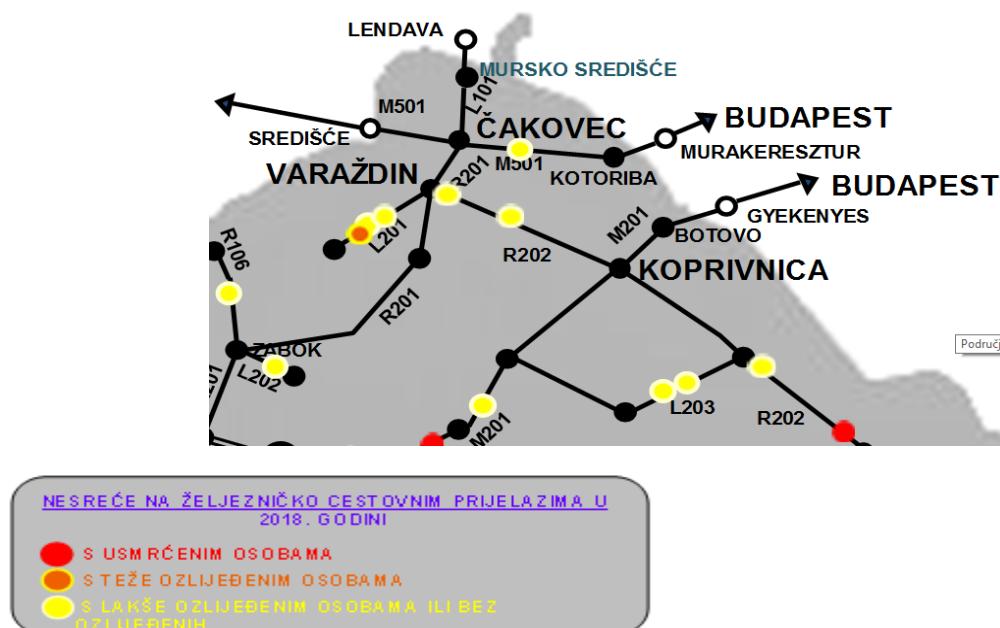 LENDAVA
MURSKO SREDIŠĆE
L101
M501
SREDIŠĆE
ČAKOVEC
BUDAPEST
MURAKERESZTUR
M501
KOTORIBA
VARAŽDIN
R201
BUDAPEST
GYEKENYES
M201
BOTOVO
L201
R202
KOPRIVNICA
R106
R201
ZABOK
L202
Područj
L203
R202
M201
NESREĆE NA ŽELJEZNIČKO CESTOVNIM PRIJELAZIMA U
2018. GODINI
S USMRĆENIM OSOBAMA
S TEŽE OZLIJEĐENIM OSOBAMA
S LAKŠE OZLIJEĐENIM OSOBAMA ILI BEZ
OZLIJEĐENIH